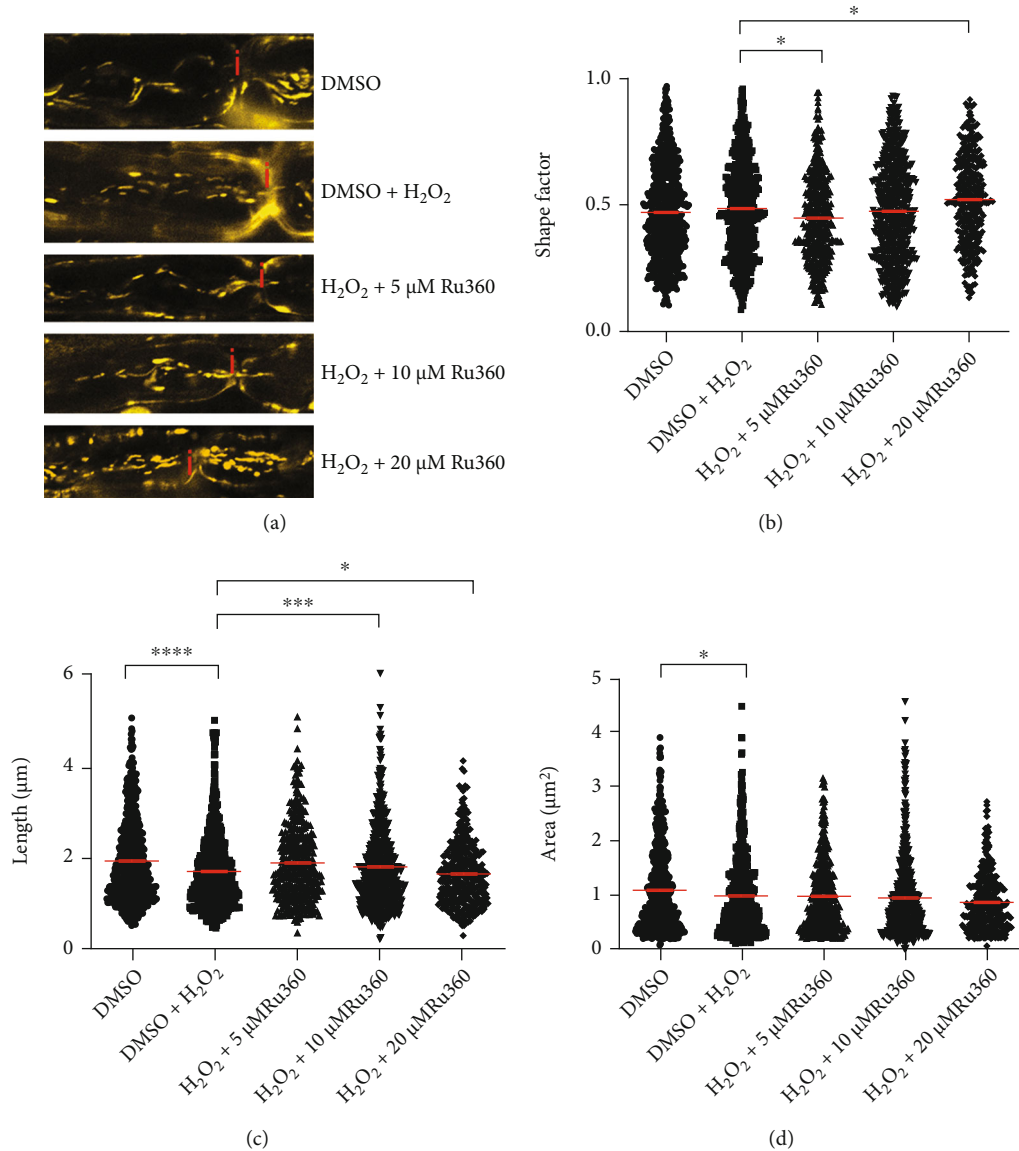 DMSO
DMSO + H₂O₂
H₂O₂ + 5 μM Ru360
H₂O₂ + 10 μM Ru360
H₂O₂ + 20 μM Ru360
(a)
*
*
1.0
0.5
0.0
Shape factor
DMSO
DMSO + H₂O₂
H₂O₂ + 5 μMRu360
H₂O₂ + 10 μMRu360
H₂O₂ + 20 μMRu360
(b)
*
***
****
6
4
2
0
Length (μm)
DMSO
DMSO + H₂O₂
H₂O₂ + 5 μMRu360
H₂O₂ + 10 μMRu360
H₂O₂ + 20 μMRu360
(c)
*
5
4
3
2
1
0
Area (μm²)
DMSO
DMSO + H₂O₂
H₂O₂ + 5 μMRu360
H₂O₂ + 10 μMRu360
H₂O₂ + 20 μMRu360
(d)